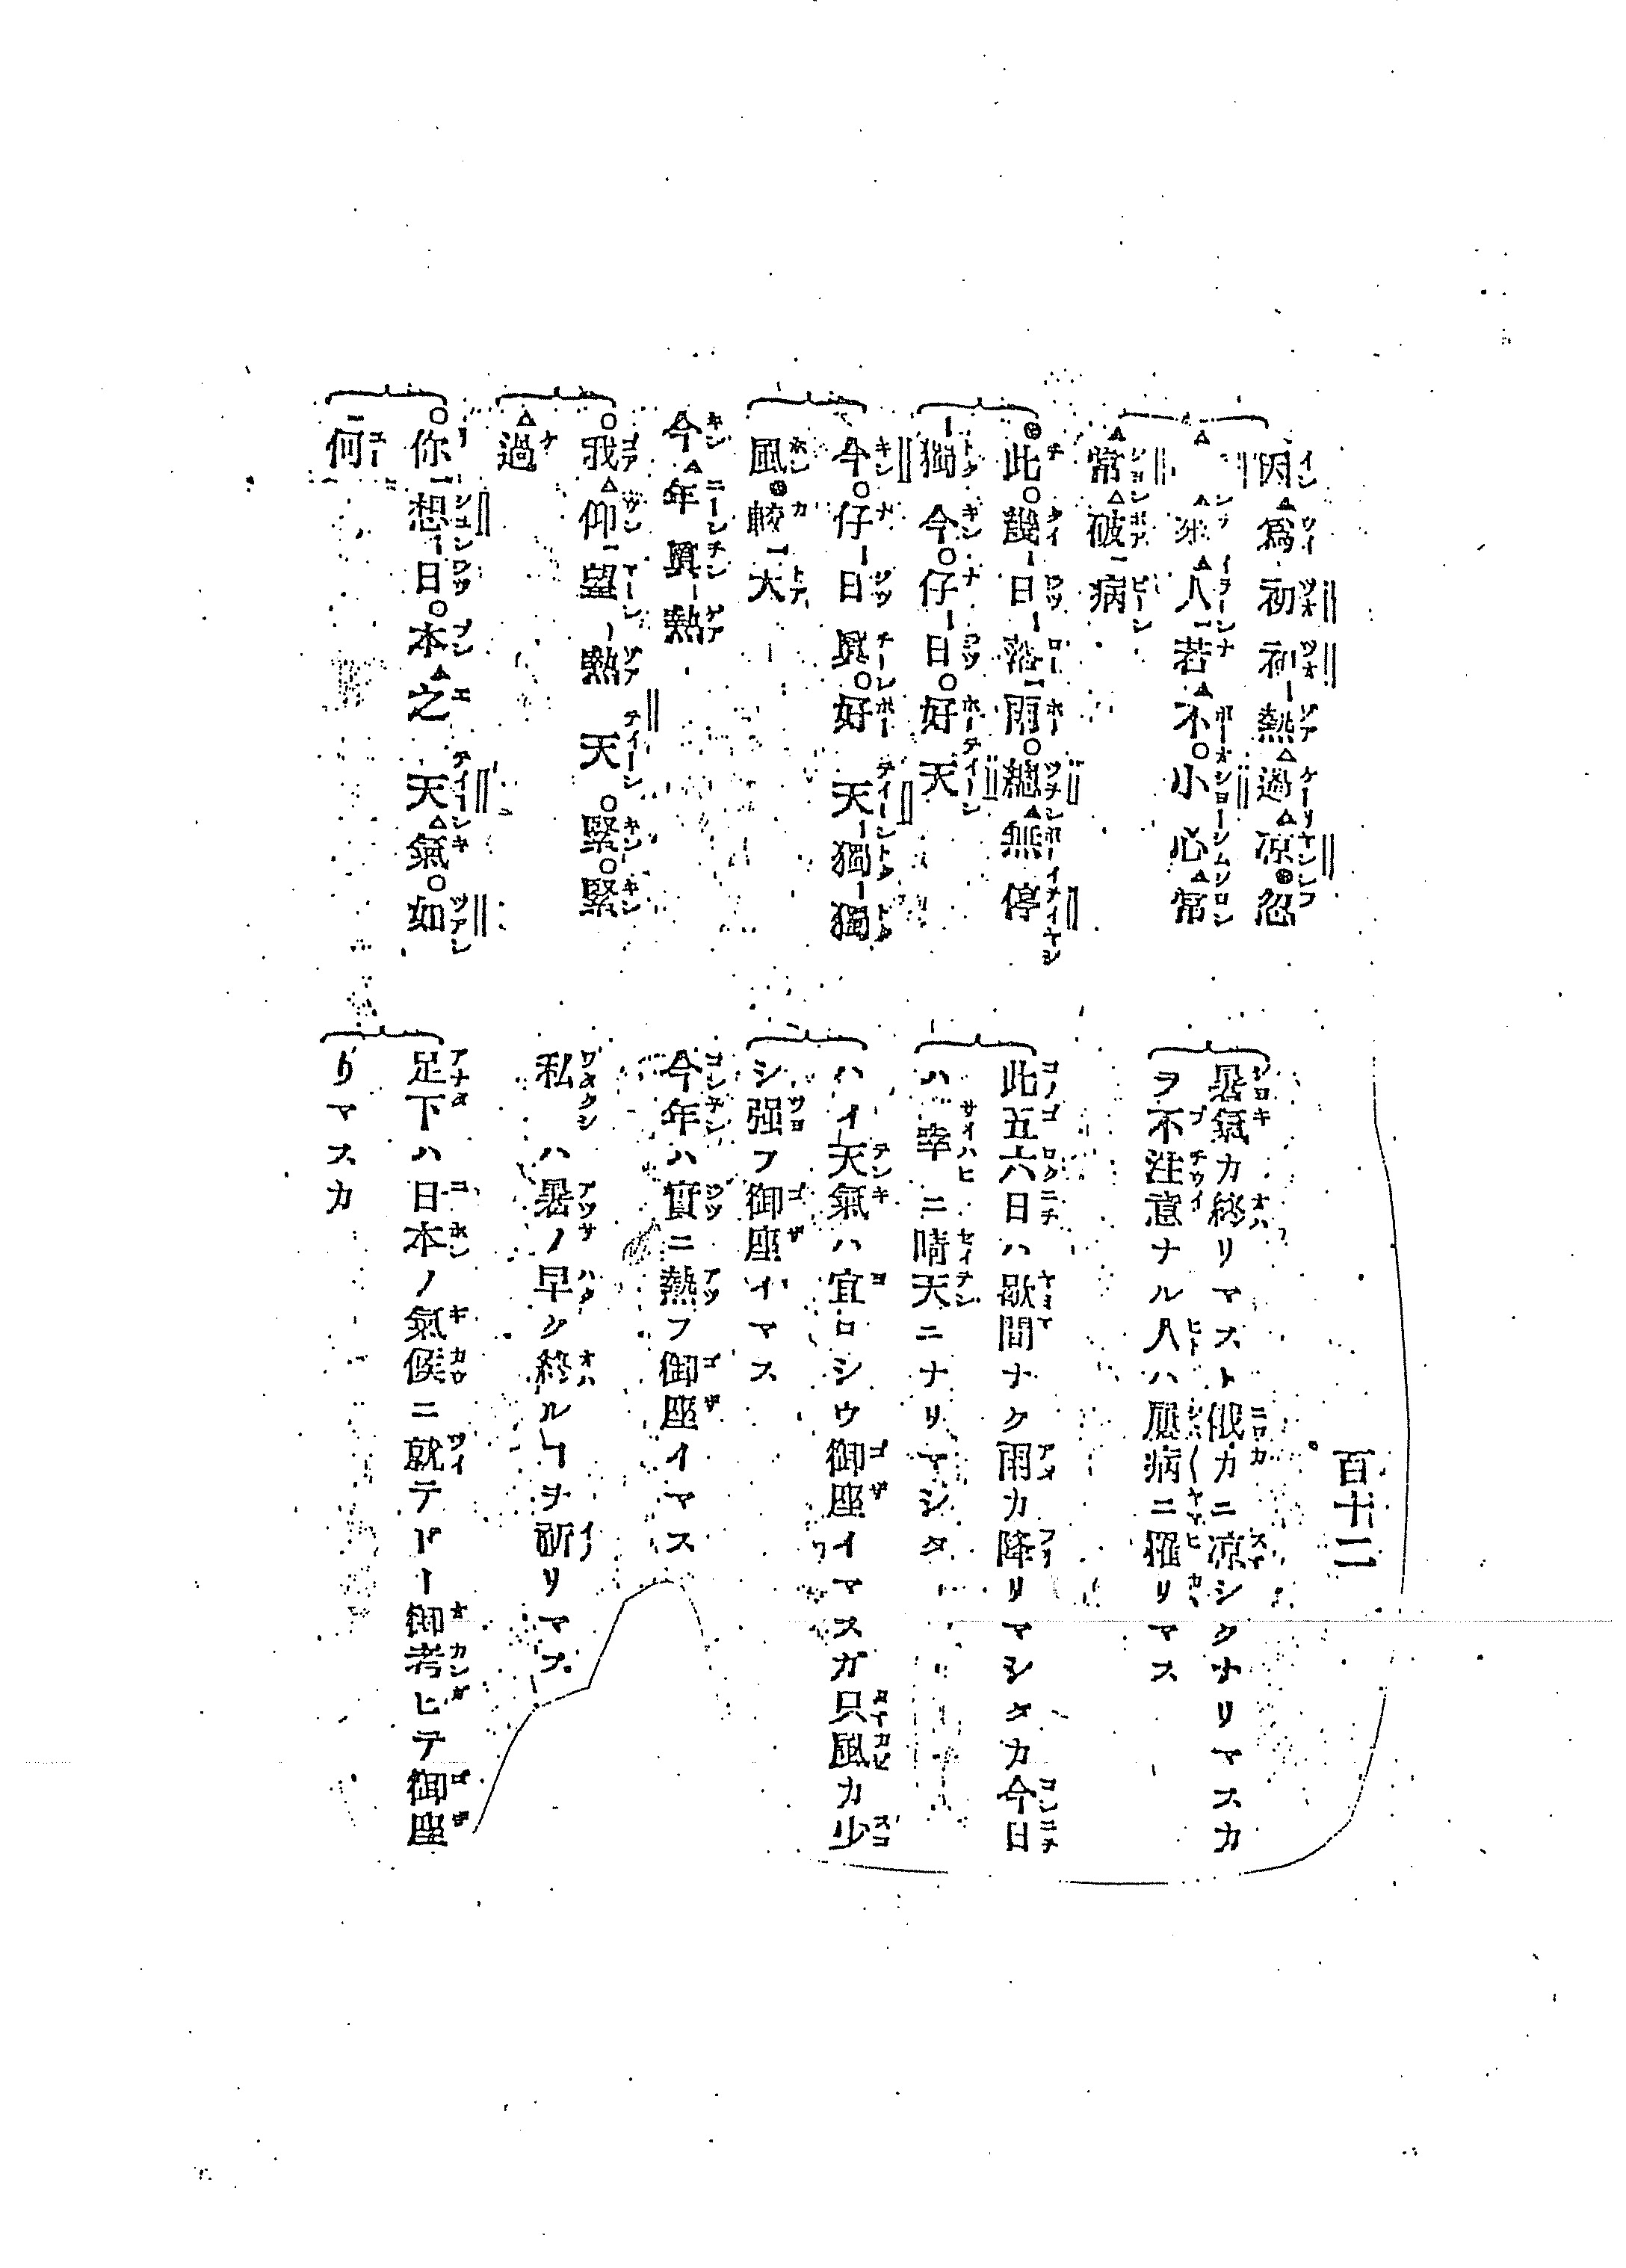 百十二
因爲初初熱過凉忽
來人若不小心常
常破病
此幾日落雨總無停
獨今仔日好天
今仔日眞好天獨獨
風較大
今年眞熱
我仰望熱天緊緊
過
你想日本之天氣如
何
暑氣カ終リマスト俄カニ凉シクナリマスカ
ヲ不注意ナル人ハ屢病ニ罹リマス
此五六日ハ歇間ナク雨カ降リマシタカ今日
ハ幸ニ晴天ニナリマシタ
ハイ天氣ハ宜ロシウ御座イマスガ只風カ少
シ强フ御座イマス
今年ハ實ニ熱フ御座イマス
私ハ暑ノ早ク終ルヿヲ祈リマス
足下ハ日本ノ氣候ニ就テドー御考ヒテ御座
リマスカ